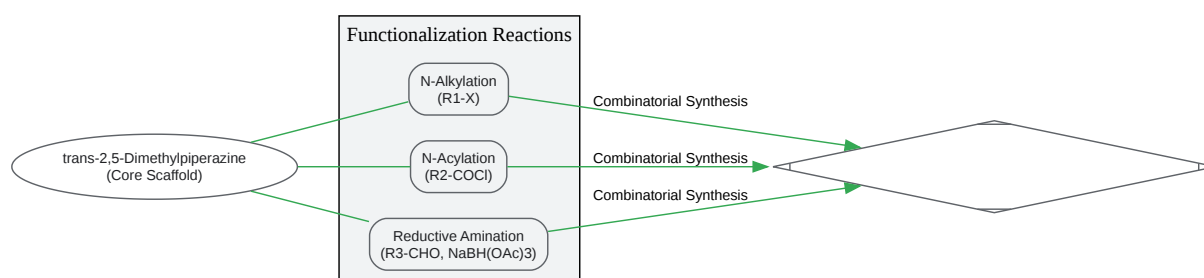 Functionalization Reactions
N-Alkylation
(R1-X)
Combinatorial Synthesis
trans-2,5-Dimethylpiperazine
(Core Scaffold)
N-Acylation
(R2-COCl)
Combinatorial Synthesis
Combinatorial Synthesis
Reductive Amination
(R3-CHO, NaBH(OAc)3)